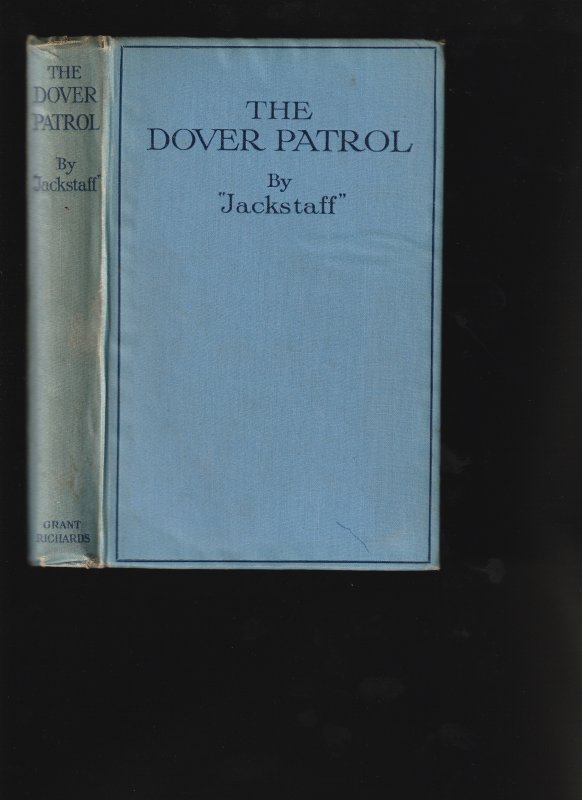 THE
DOVER
PATROL
By
"Jackstaff"
GRANT
RICHARDS
THE
DOVER PATROL
By
"Jackstaff"